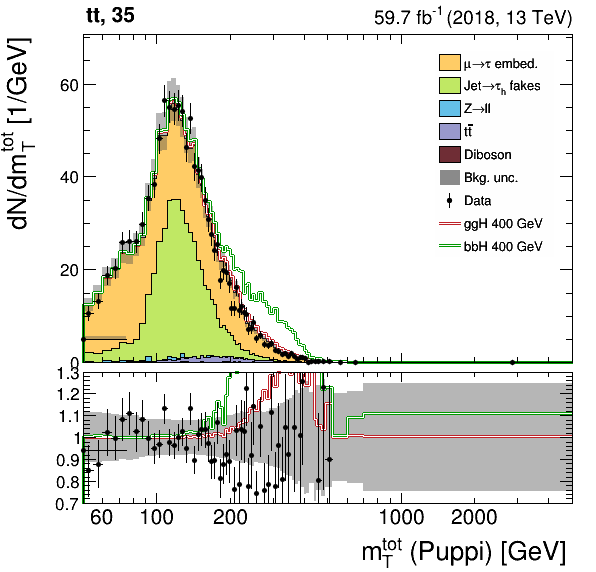 tt, 35
59.7 fb⁻¹ (2018, 13 TeV)
dN/dm_T^tot [1/GeV]
60
40
20
0
μ→τ embed.
Jet→τ_h fakes
Z→ll
tt̄
Diboson
Bkg. unc.
Data
ggH 400 GeV
bbH 400 GeV
1.3
1.2
1.1
1
0.9
0.8
0.7
60 100 200 1000 2000
m_T^tot (Puppi) [GeV]